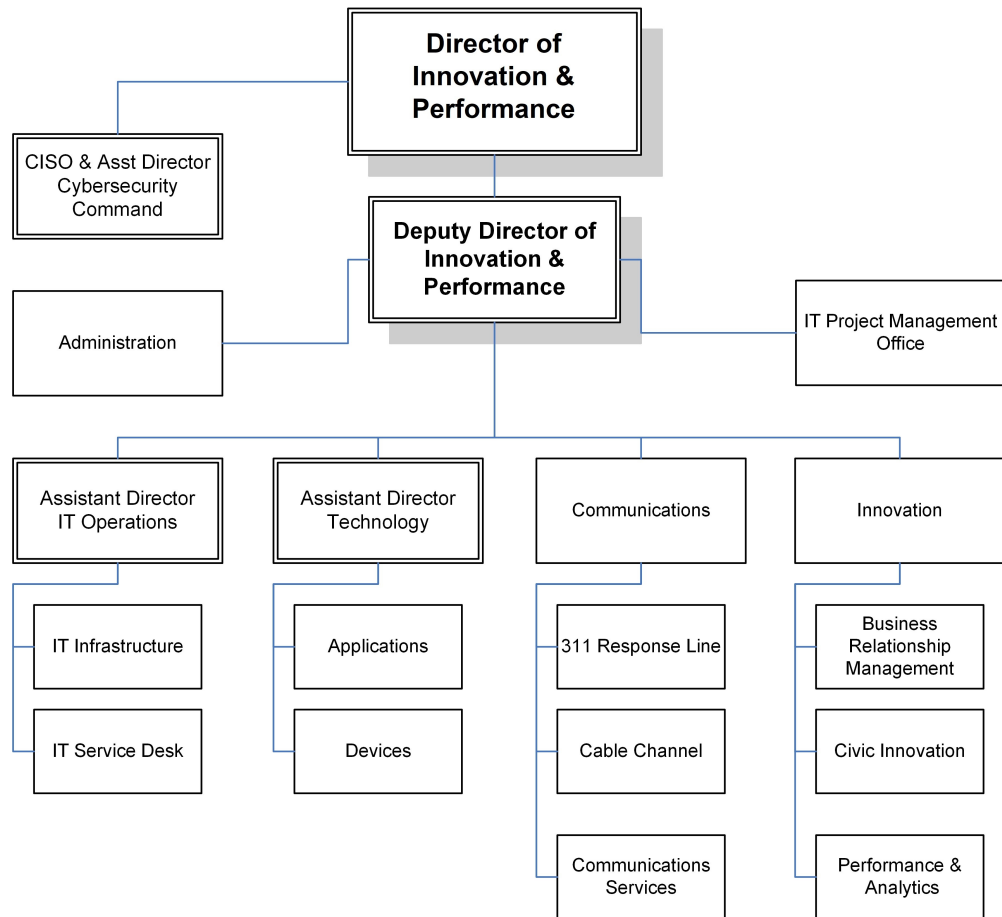 Director of
Innovation &
Performance
CISO & Asst Director
Cybersecurity
Command
Deputy Director of
Innovation &
Performance
Administration
IT Project Management
Office
Assistant Director
IT Operations
Assistant Director
Technology
Communications
Innovation
IT Infrastructure
Applications
311 Response Line
Business
Relationship
Management
IT Service Desk
Devices
Cable Channel
Civic Innovation
Communications
Services
Performance &
Analytics